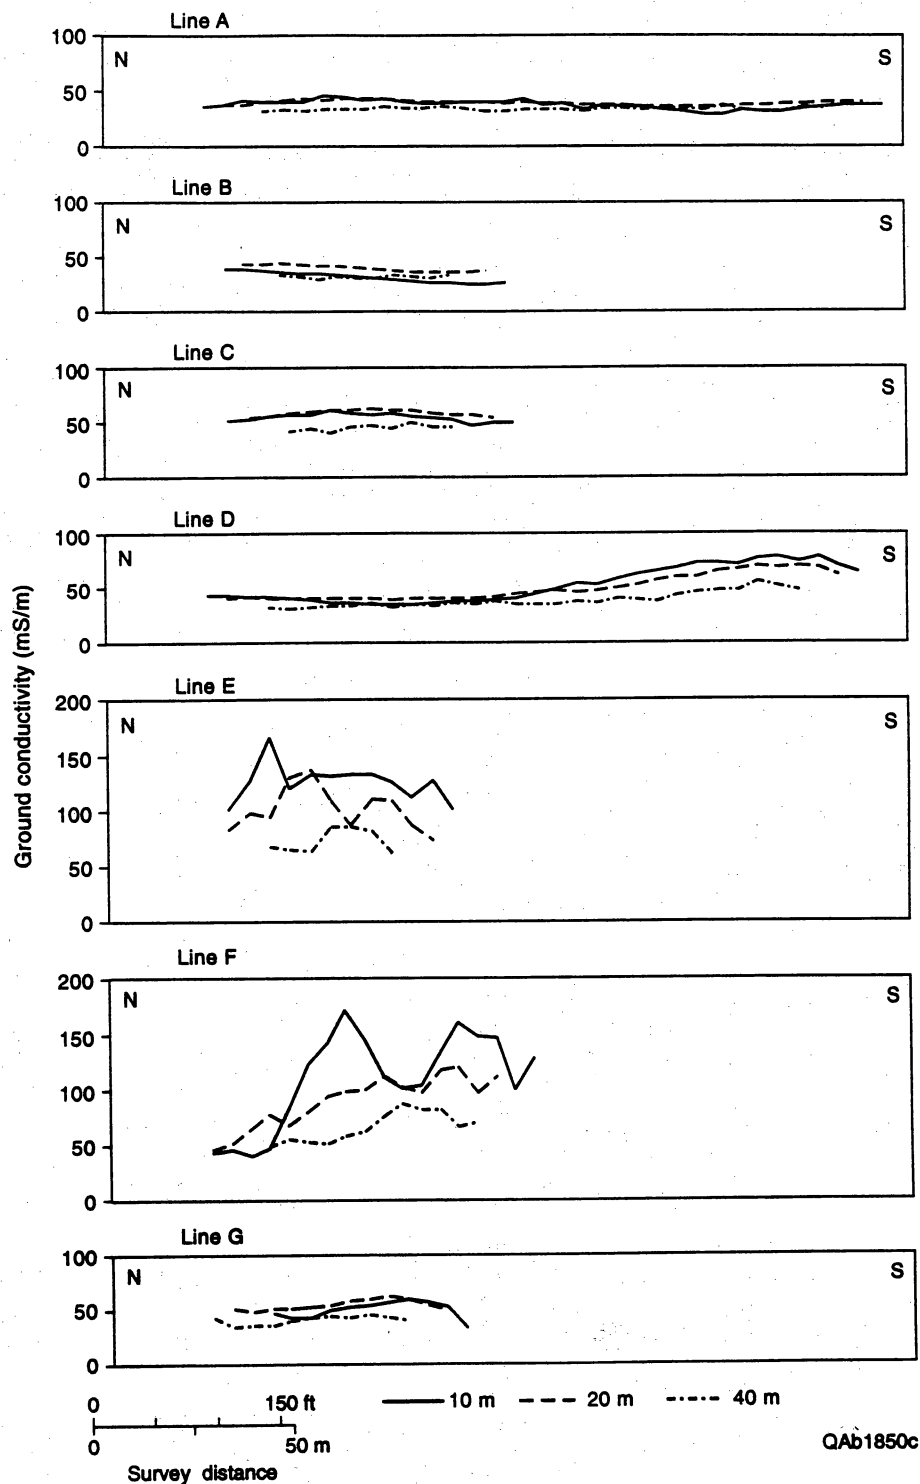 Line A
100
N
S
50
0
Line B
100
N
S
50
0
Line C
100
N
S
50
0
Line D
100
N
S
50
0
Ground conductivity (mS/m)
Line E
200
N
S
150
100
50
0
Line F
200
N
S
150
100
50
0
Line G
100
N
S
50
0
0 150 ft
10 m 20 m 40 m
0 50 m
QAb1850c
Survey distance